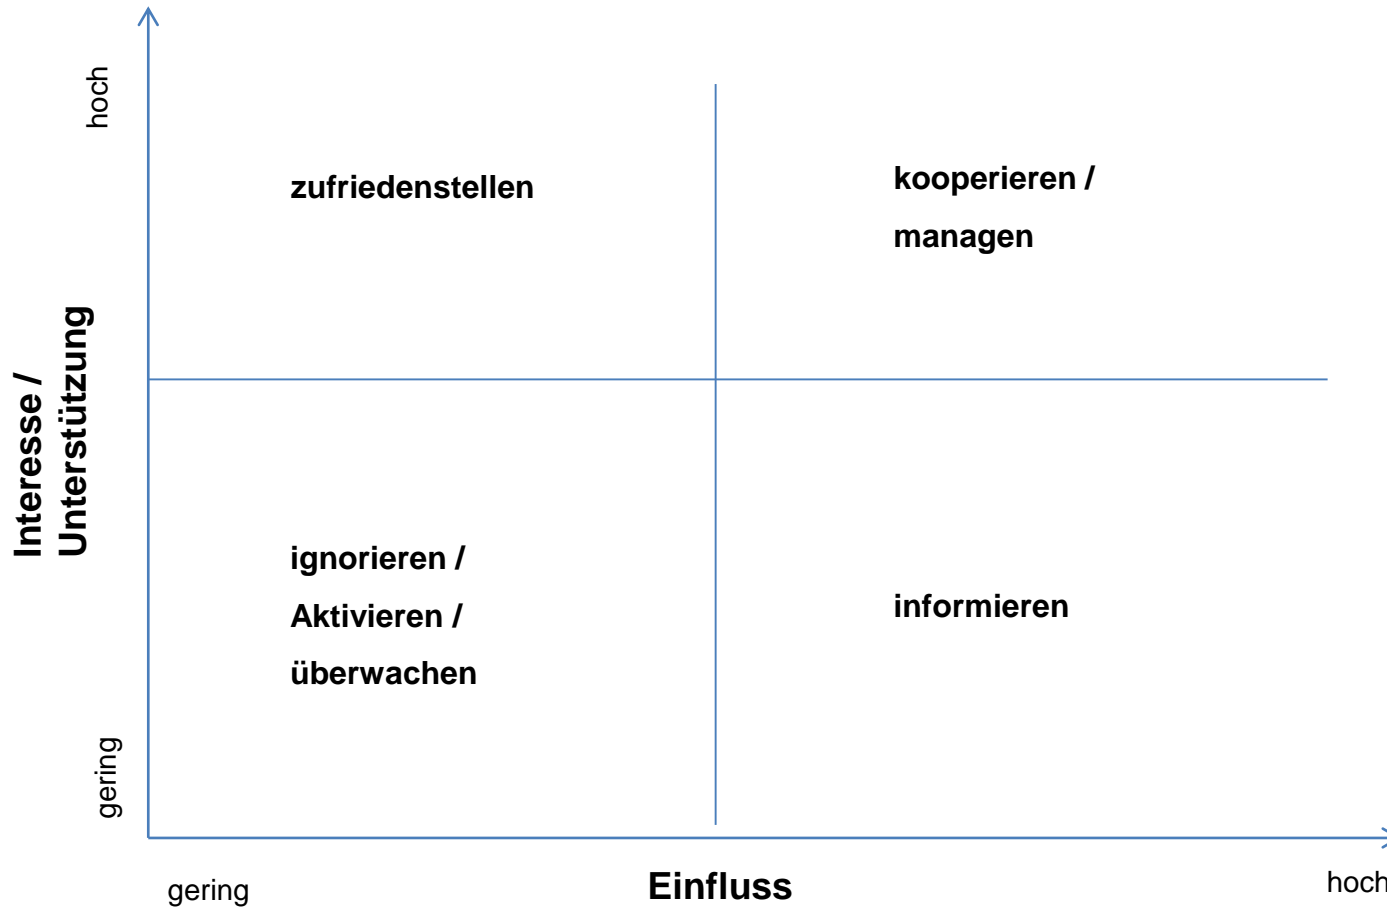 hoch
zufriedenstellen
kooperieren /
managen
Interesse /
Unterstützung
ignorieren /
Aktivieren /
überwachen
informieren
gering
gering
Einfluss
hoch